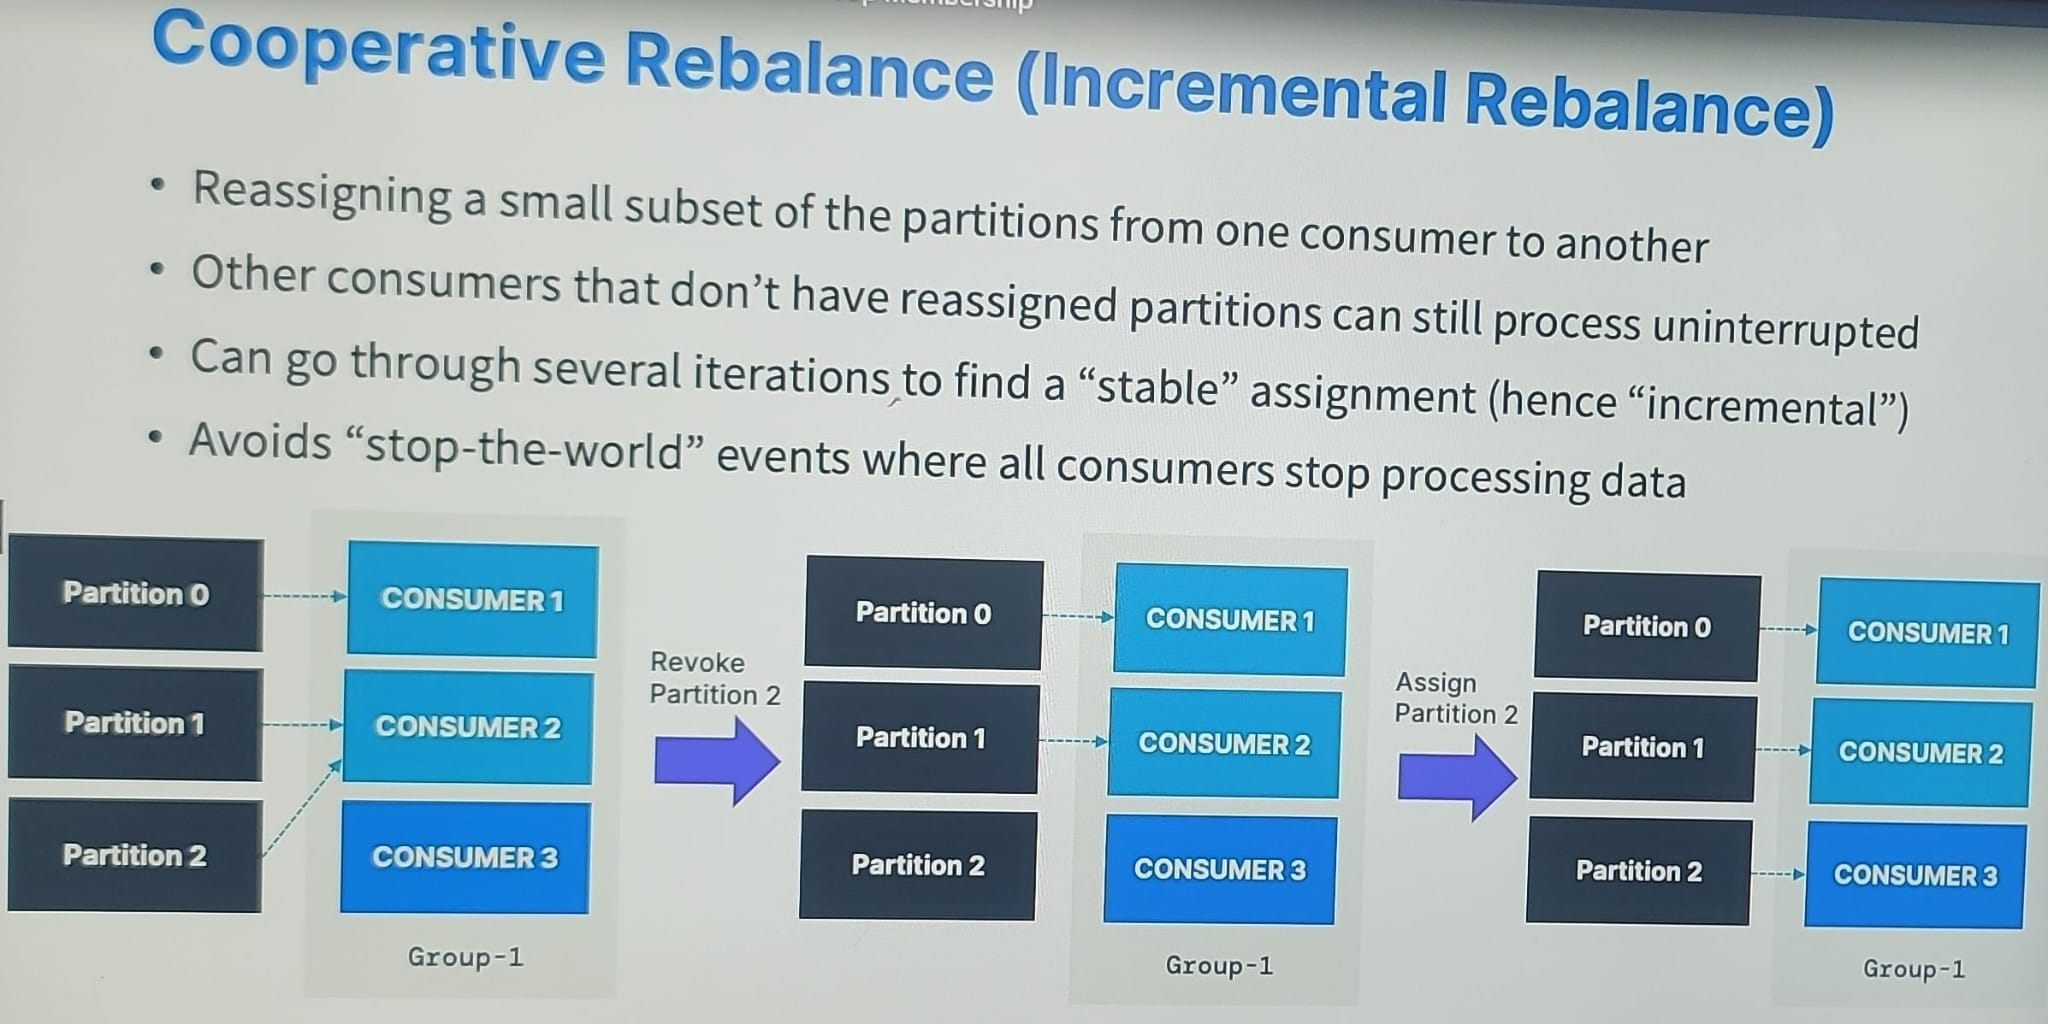 Cooperative Rebalance (Incremental Rebalance)
• Reassigning a small subset of the partitions from one consumer to another
• Other consumers that don’t have reassigned partitions can still process uninterrupted
• Can go through several iterations to find a “stable” assignment (hence “incremental”)
• Avoids “stop-the-world” events where all consumers stop processing data
Partition 0
CONSUMER 1
Partition 1
CONSUMER 2
Partition 2
CONSUMER 3
Group-1
Revoke
Partition 2
Partition 0
CONSUMER 1
Partition 1
CONSUMER 2
Partition 2
CONSUMER 3
Group-1
Assign
Partition 2
Partition 0
CONSUMER 1
Partition 1
CONSUMER 2
Partition 2
CONSUMER 3
Group-1